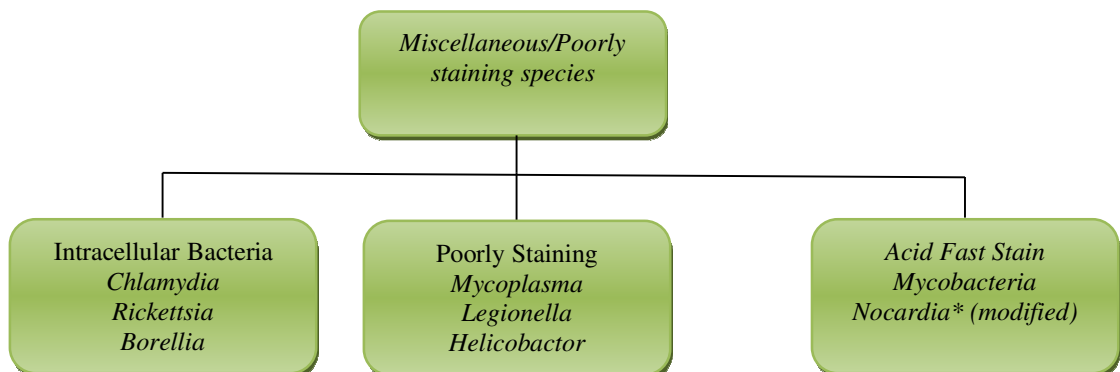 Miscellaneous/Poorly
staining species
Intracellular Bacteria
Chlamydia
Rickettsia
Borellia
Poorly Staining
Mycoplasma
Legionella
Helicobactor
Acid Fast Stain
Mycobacteria
Nocardia* (modified)